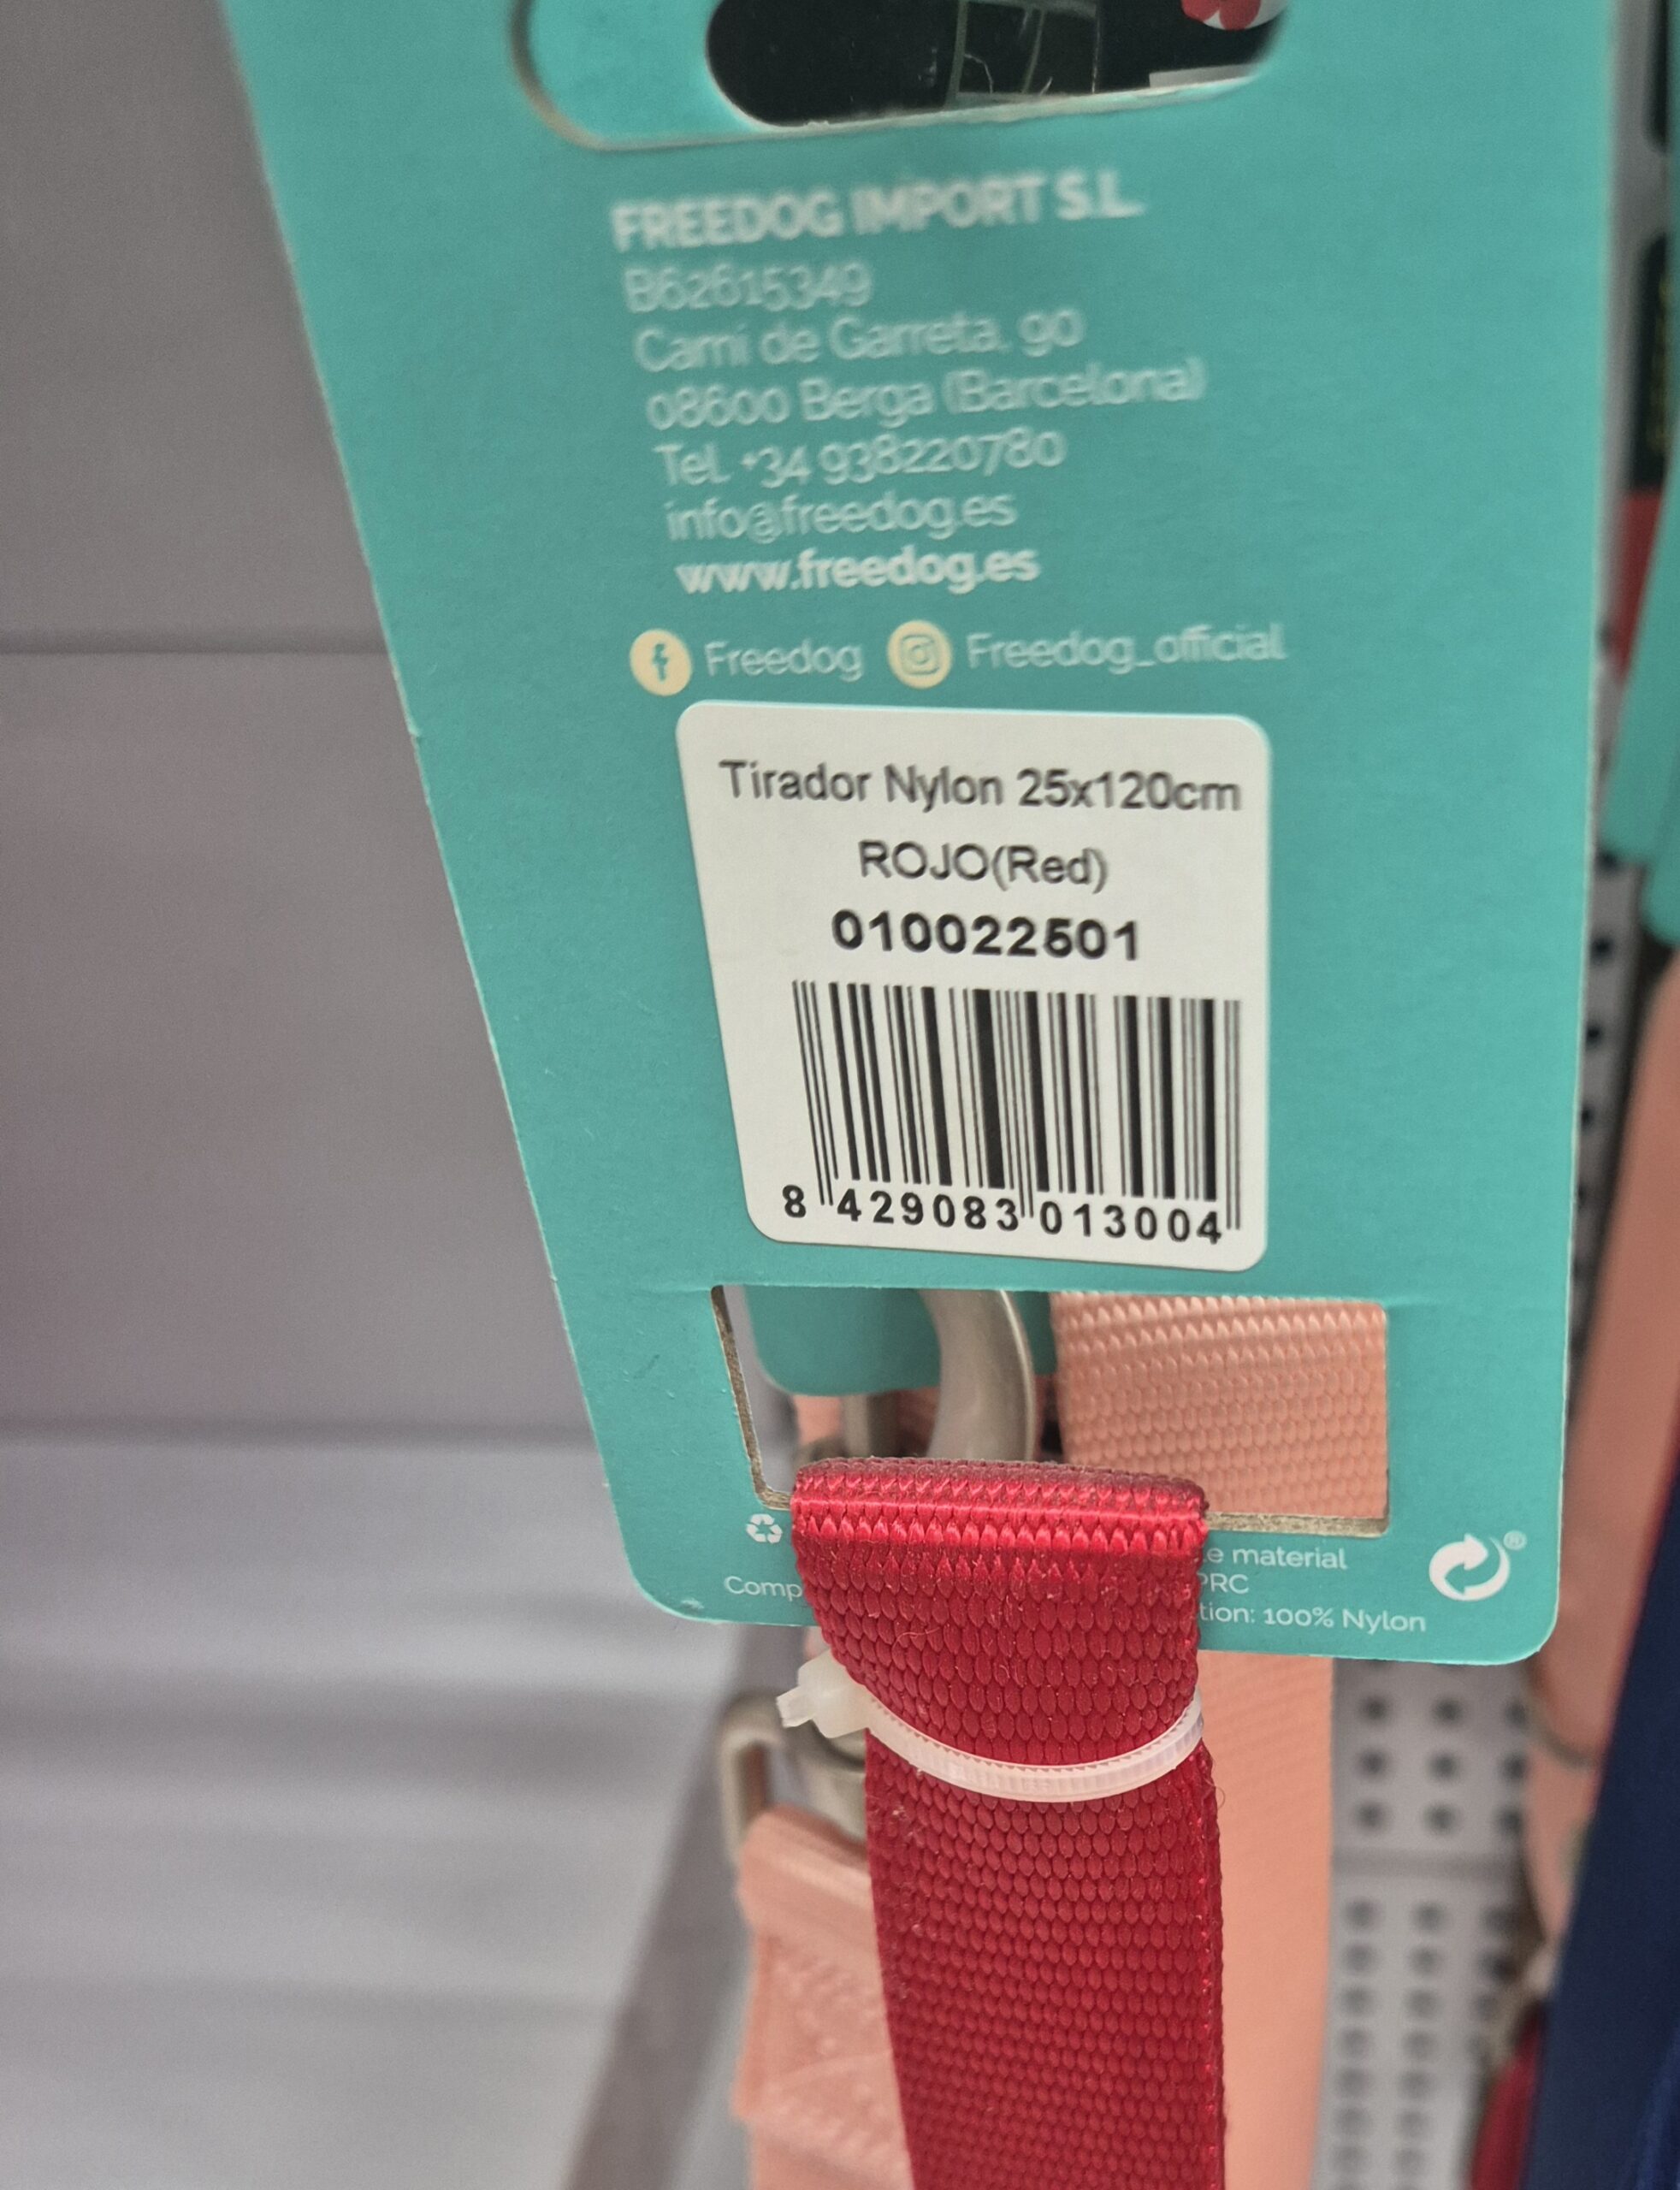 FREEDOG IMPORT S.L.
B62615349
Camí de Garreta, 90
08600 Berga (Barcelona)
Tel. +34 938220780
info@freedog.es
www.freedog.es
f Freedog Freedog_official
Tirador Nylon 25x120cm
ROJO(Red)
010022501
8 429083 013004
material ®
PRC
Comp tion: 100% Nylon